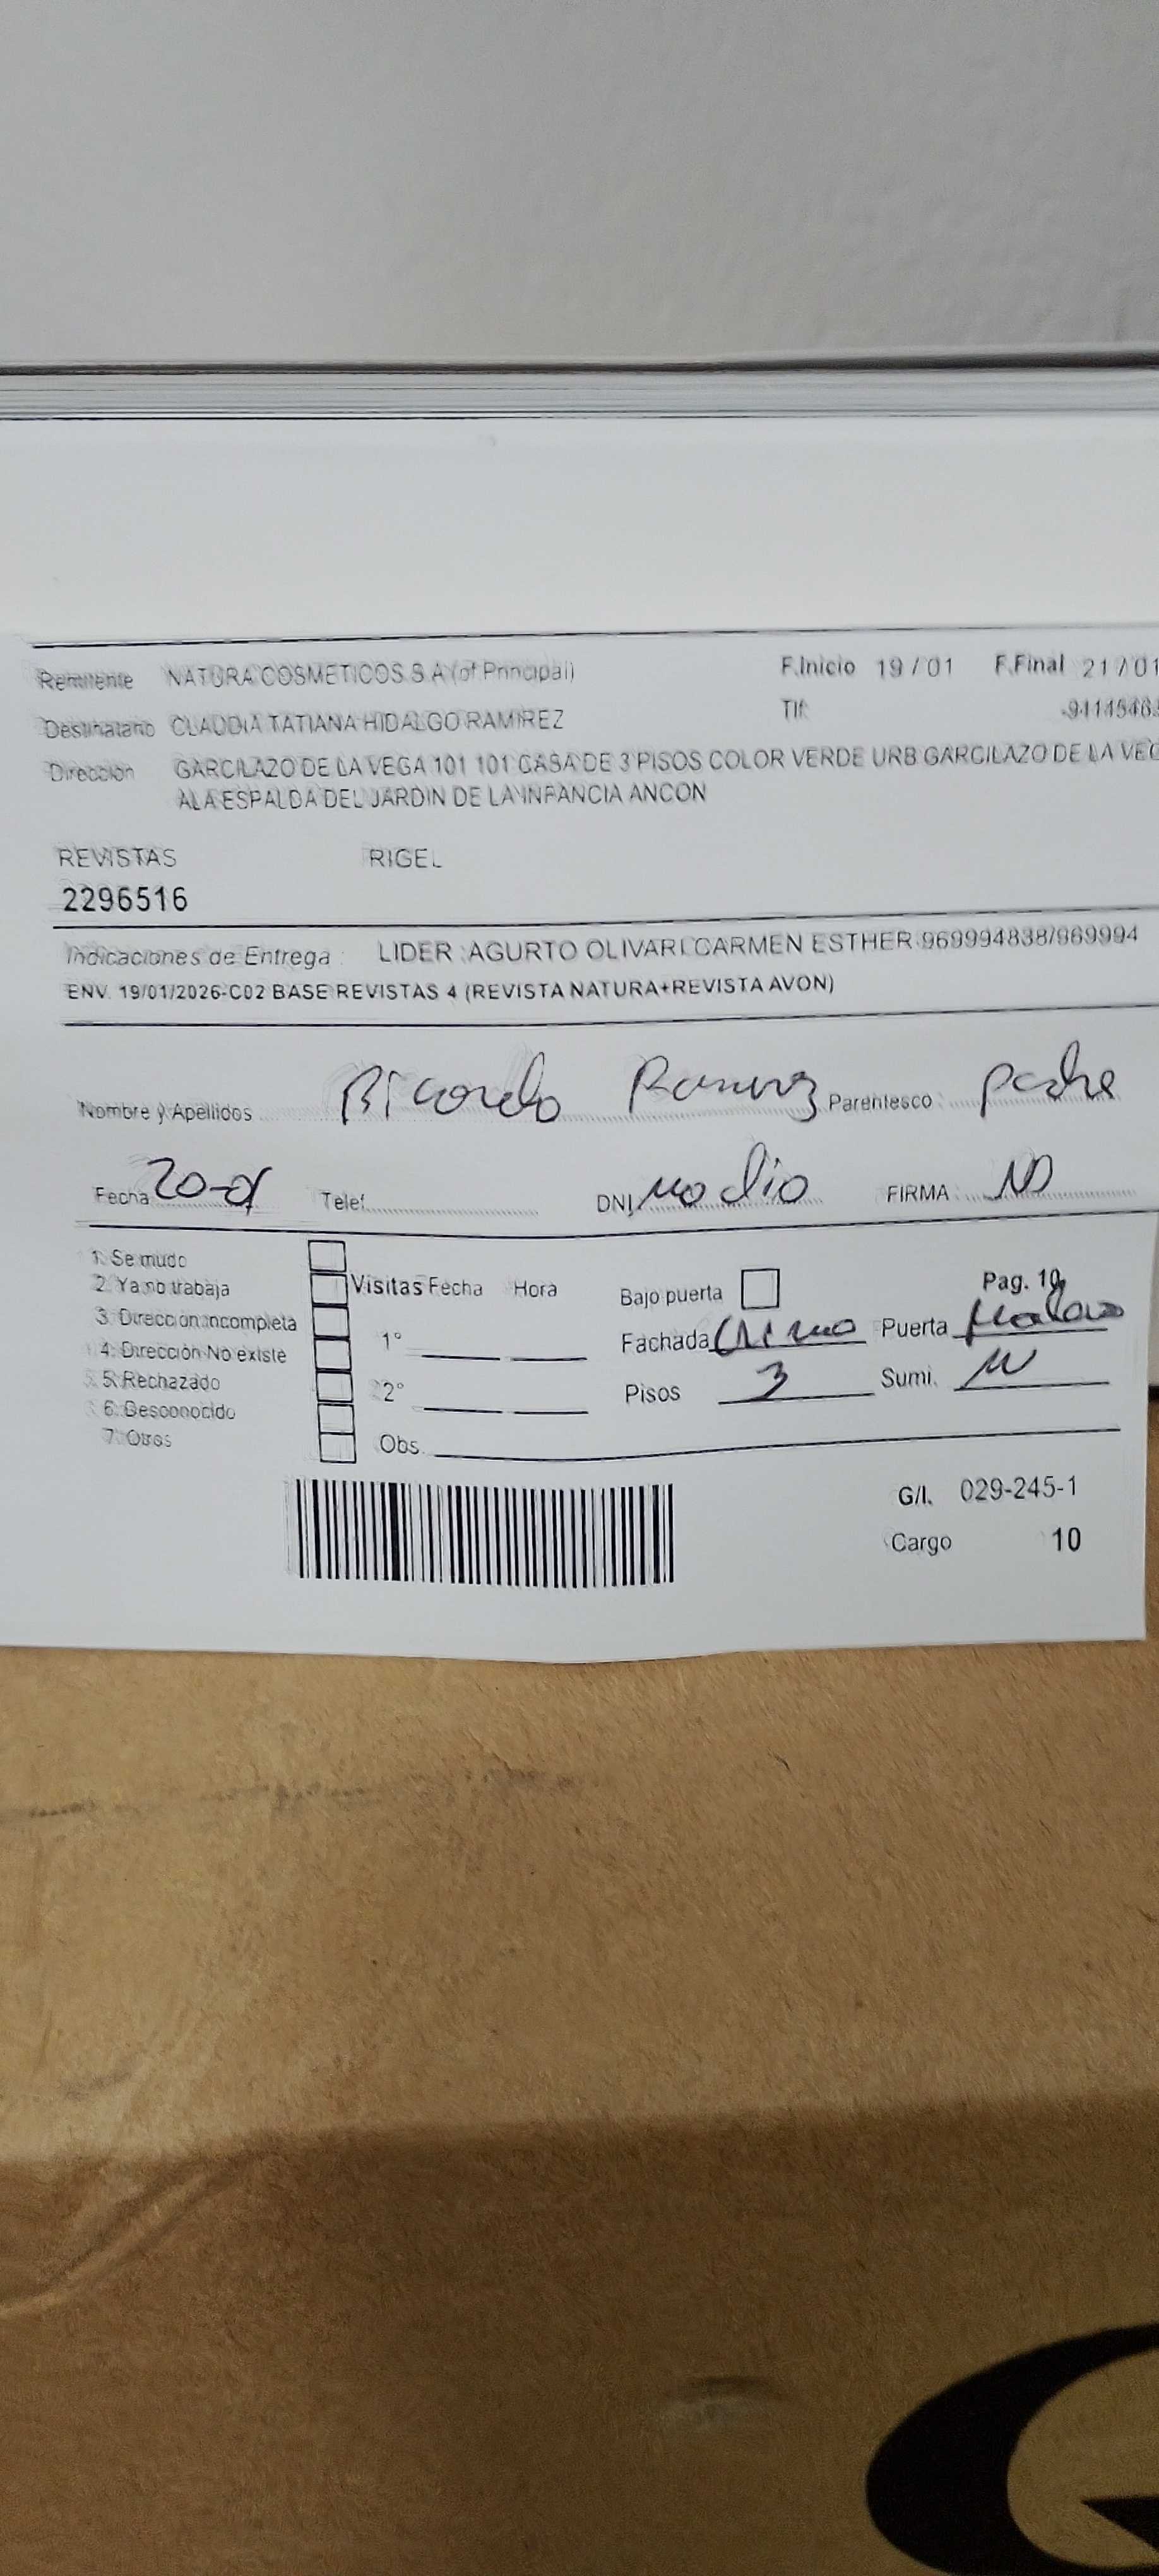 Remitente NATURA COSMETICOS S A (of Principal) F.Inicio 19 / 01 F.Final 21 / 01
Destinatario CLAUDIA TATIANA HIDALGO RAMIREZ Tlf:
Dirección GARCILAZO DE LA VEGA 101 101 CASA DE 3 PISOS COLOR VERDE URB GARCILAZO DE LA VEG
A LA ESPALDA DEL JARDIN DE LA INFANCIA ANCON
REVISTAS RIGEL
2296516
Indicaciones de Entrega : LIDER :AGURTO OLIVARI CARMEN ESTHER 969994838/969994
ENV. 19/01/2026-C02 BASE REVISTAS 4 (REVISTA NATURA+REVISTA AVON)
Nombre y Apellidos Ricardo Ramirez Parentesco : padre
Fecha 20-01 Telef. DNI no dio FIRMA : NO
1. Se mudo
2. Ya no trabaja Visitas Fecha Hora Bajo puerta Pag. 10
3. Dirección incompleta 1° Fachada Puerta
4. Dirección No existe
5. Rechazado 2° Pisos 3 Sumi.
6. Desconocido
7. Otros Obs.
G/I. 029-245-1
Cargo 10